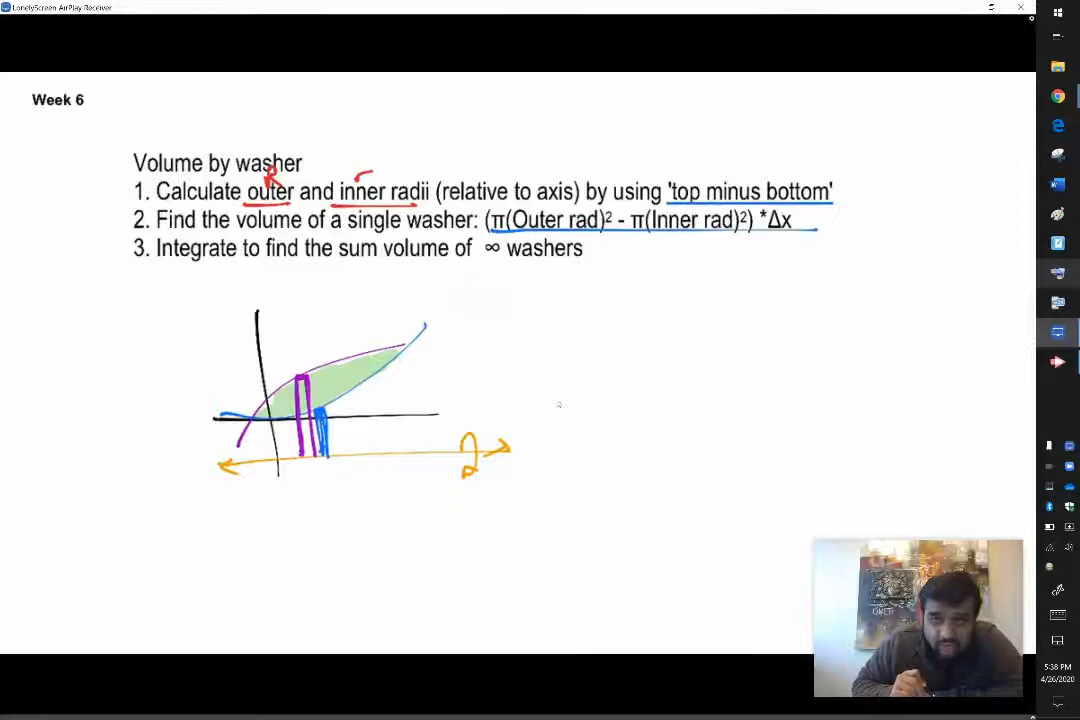 LonelyScreen AirPlay Receiver
Week 6
Volume by washer
R r
1. Calculate outer and inner radii (relative to axis) by using 'top minus bottom'
2. Find the volume of a single washer: (π(Outer rad)² - π(Inner rad)²) *Δx
3. Integrate to find the sum volume of ∞ washers
5:38 PM
4/26/2020